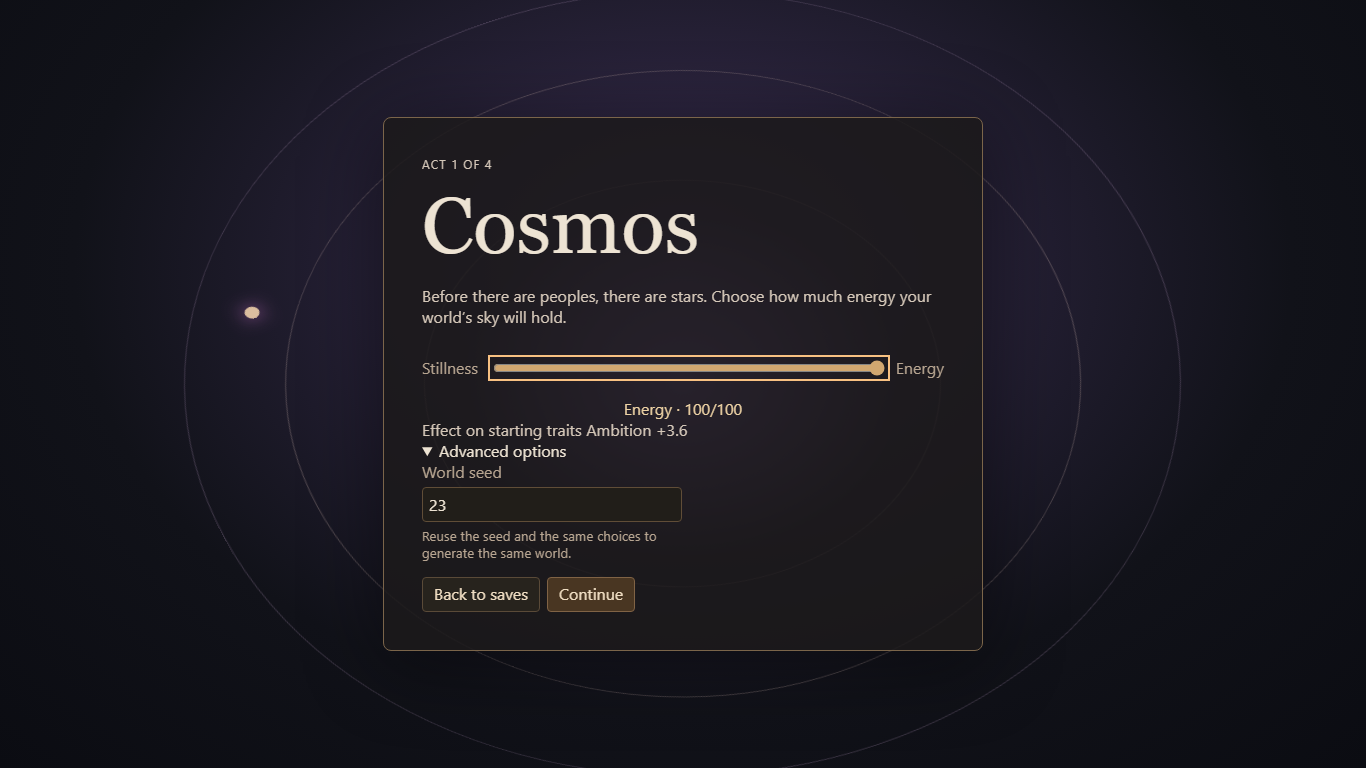 ACT 1 OF 4
Cosmos
Before there are peoples, there are stars. Choose how much energy your
world's sky will hold.
Stillness Energy
Energy · 100/100
Effect on starting traits Ambition +3.6
▼ Advanced options
World seed
23
Reuse the seed and the same choices to
generate the same world.
Back to saves Continue